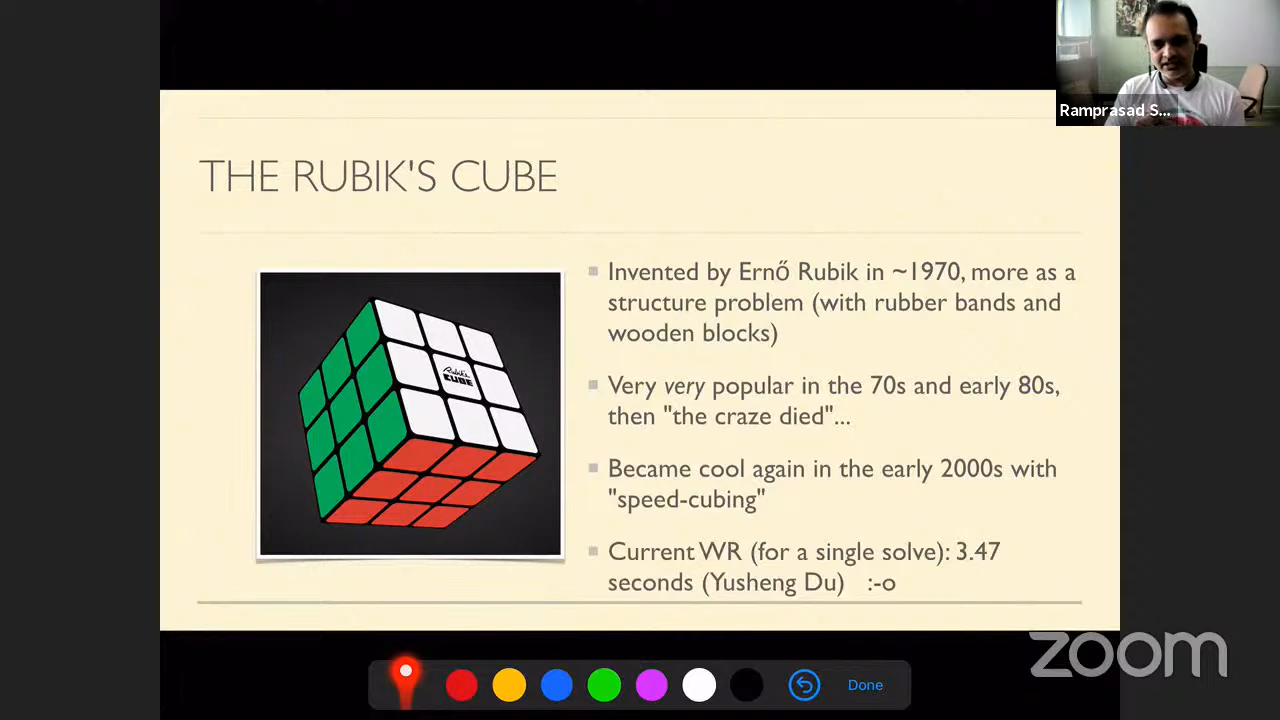 Ramprasad S...
THE RUBIK'S CUBE
Rubik's
CUBE
Invented by Ernő Rubik in ~1970, more as a
structure problem (with rubber bands and
wooden blocks)
Very very popular in the 70s and early 80s,
then "the craze died"...
Became cool again in the early 2000s with
"speed-cubing"
Current WR (for a single solve): 3.47
seconds (Yusheng Du) :-o
zoom
Done